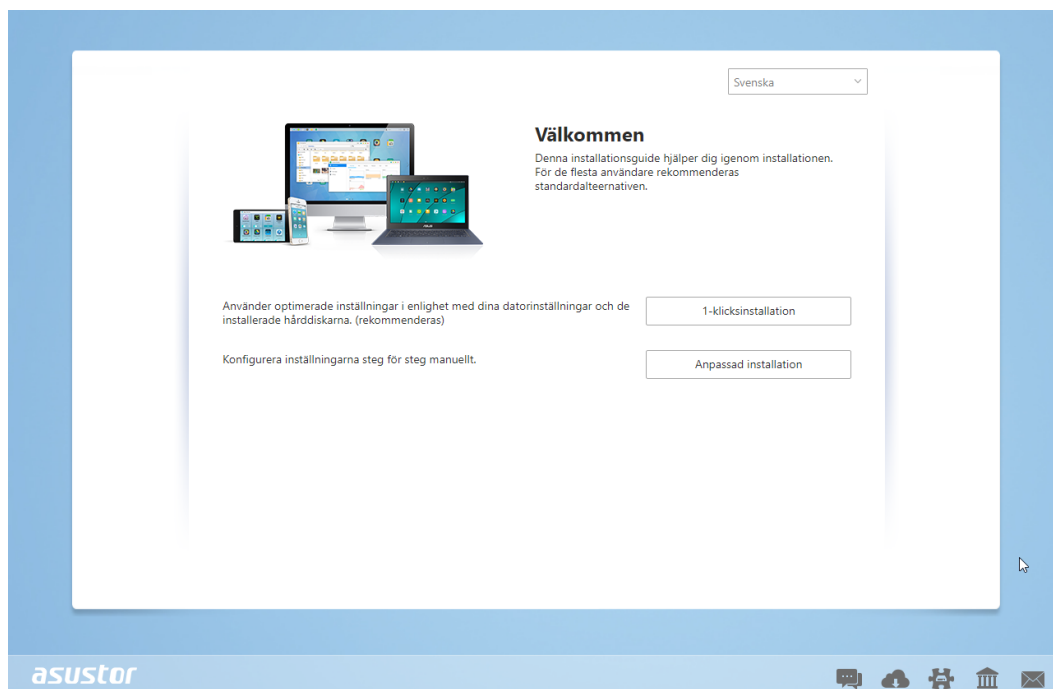 Svenska
Välkommen
Denna installationsguide hjälper dig igenom installationen.
För de flesta användare rekommenderas
standardalteernativen.
Använder optimerade inställningar i enlighet med dina datorinställningar och de
installerade hårddiskarna. (rekommenderas)
1-klicksinstallation
Konfigurera inställningarna steg för steg manuellt.
Anpassad installation
asustor